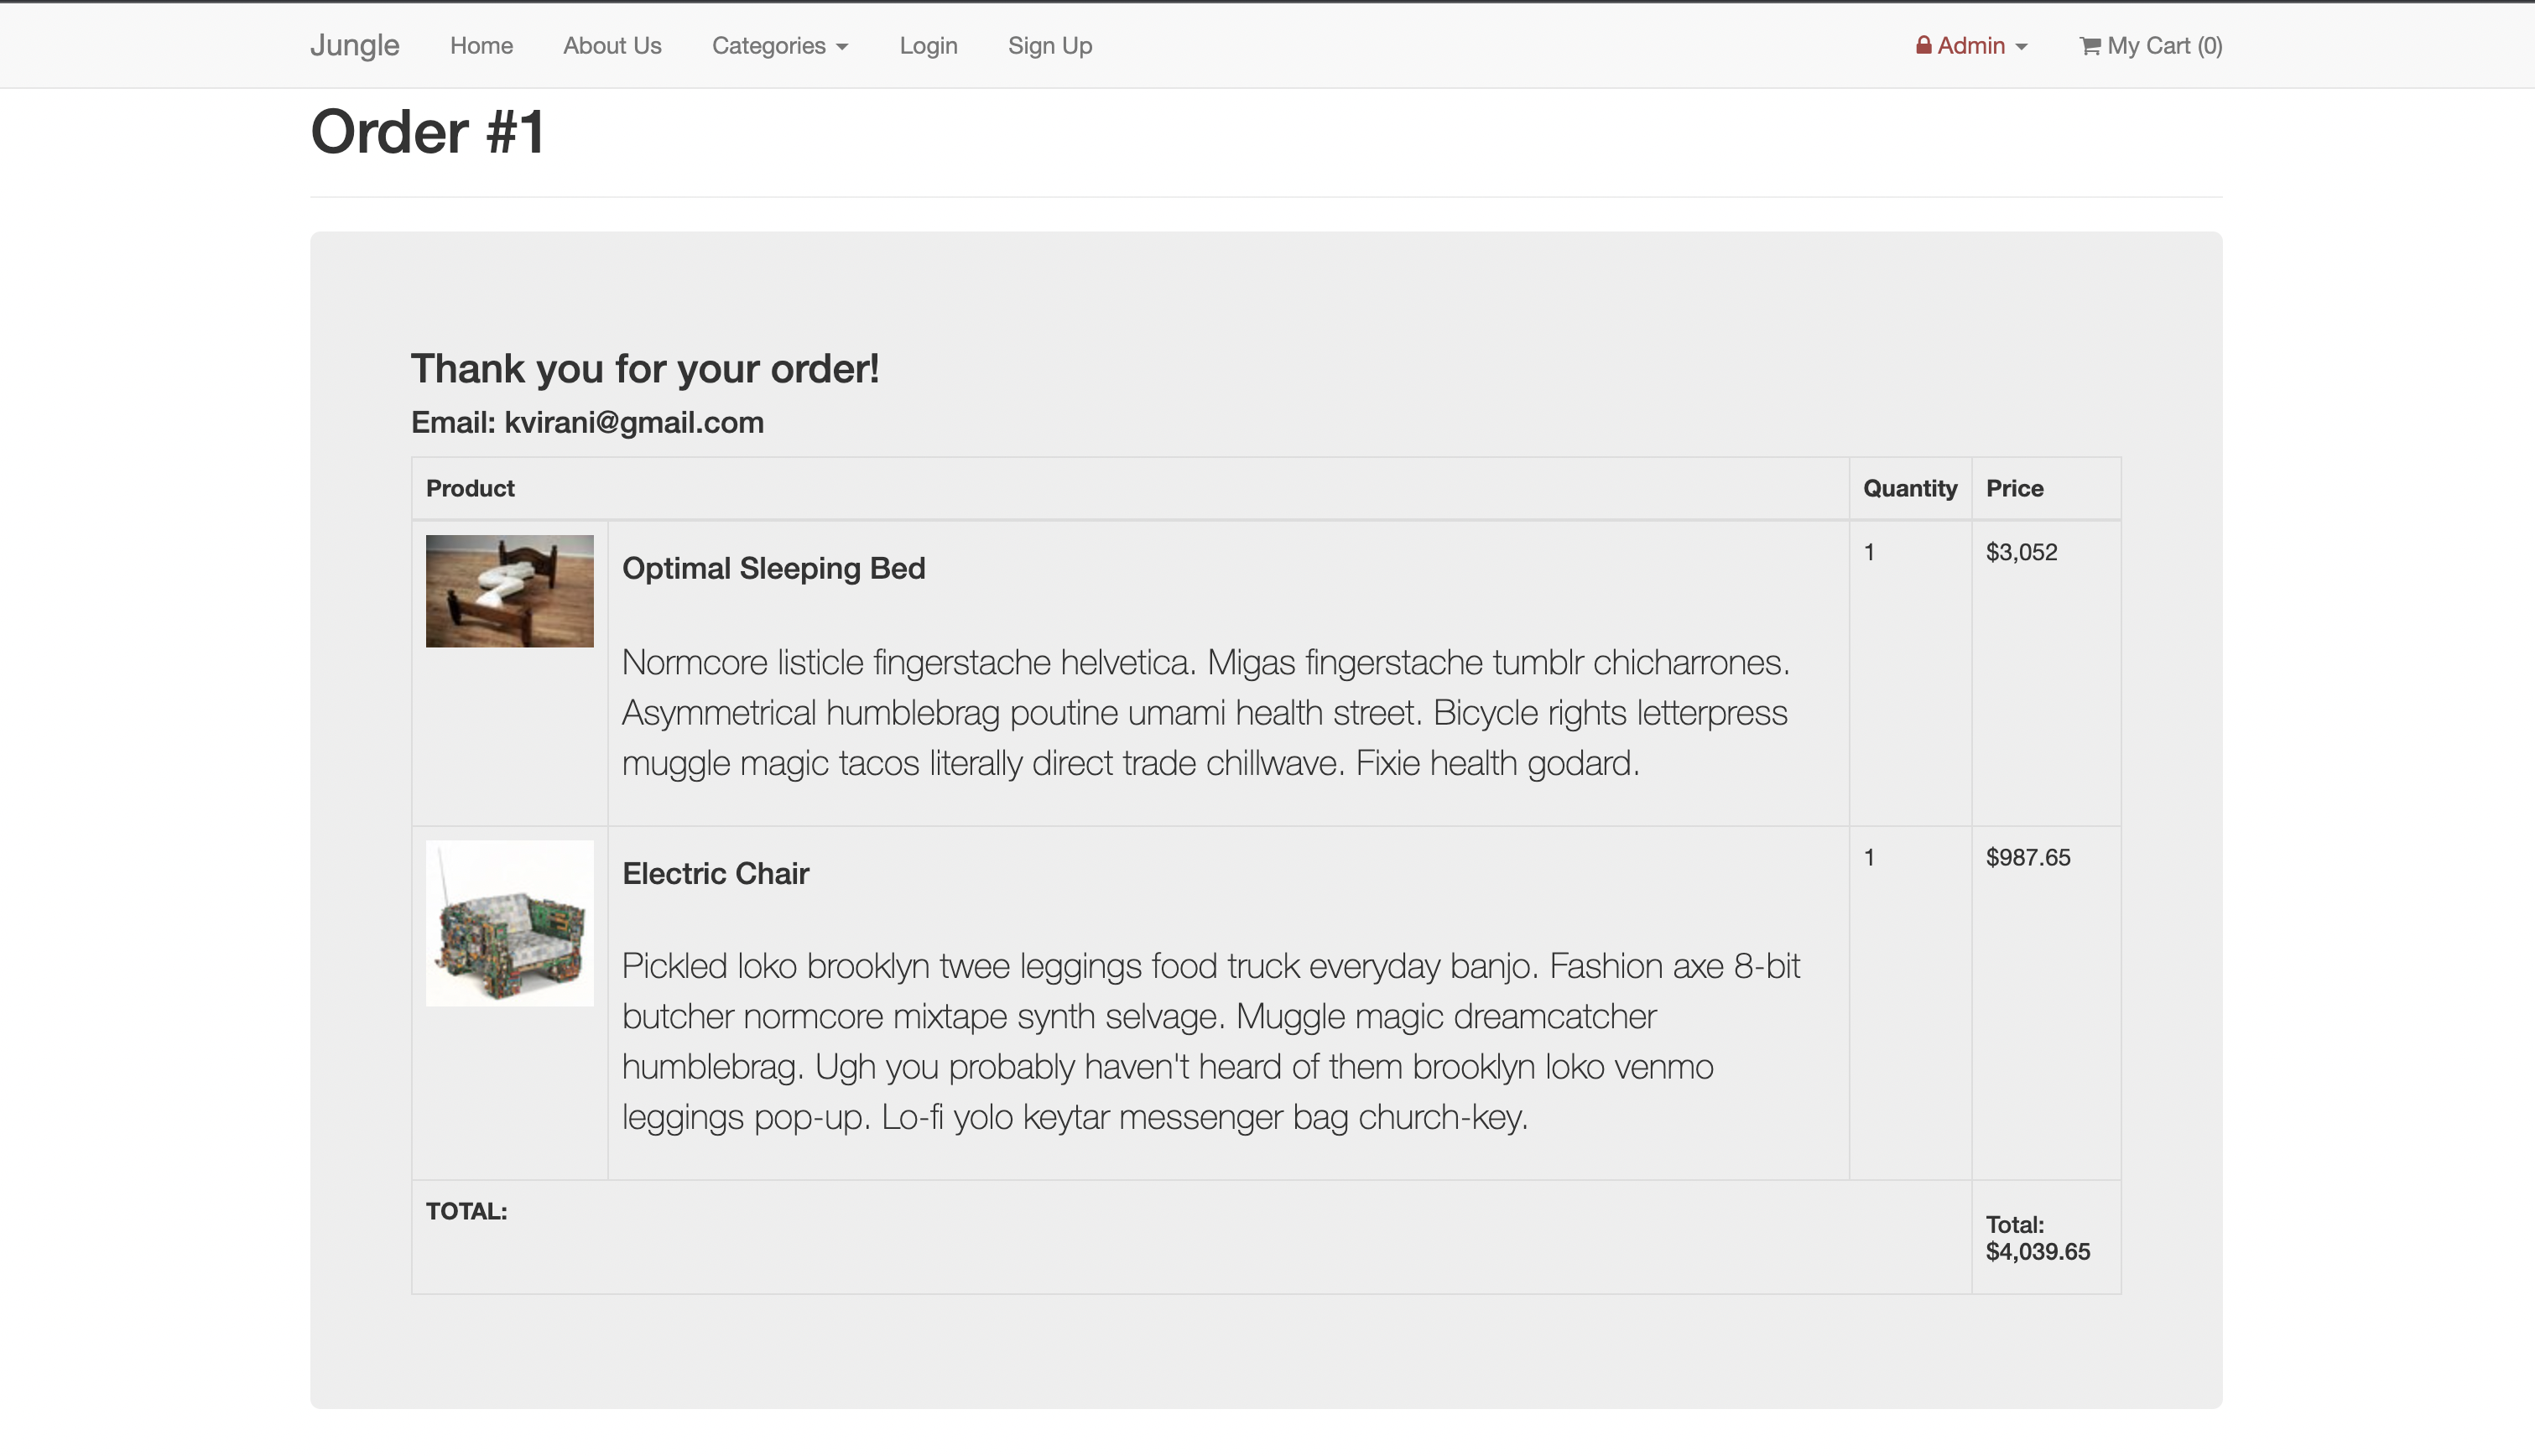 Jungle Home About Us Categories Login Sign Up Admin My Cart (0)
Order #1
Thank you for your order!
Email: kvirani@gmail.com
Product Quantity Price
Optimal Sleeping Bed 1 $3,052
Normcore listicle fingerstache helvetica. Migas fingerstache tumblr chicharrones.
Asymmetrical humblebrag poutine umami health street. Bicycle rights letterpress
muggle magic tacos literally direct trade chillwave. Fixie health godard.
Electric Chair 1 $987.65
Pickled loko brooklyn twee leggings food truck everyday banjo. Fashion axe 8-bit
butcher normcore mixtape synth selvage. Muggle magic dreamcatcher
humblebrag. Ugh you probably haven't heard of them brooklyn loko venmo
leggings pop-up. Lo-fi yolo keytar messenger bag church-key.
TOTAL:
Total:
$4,039.65